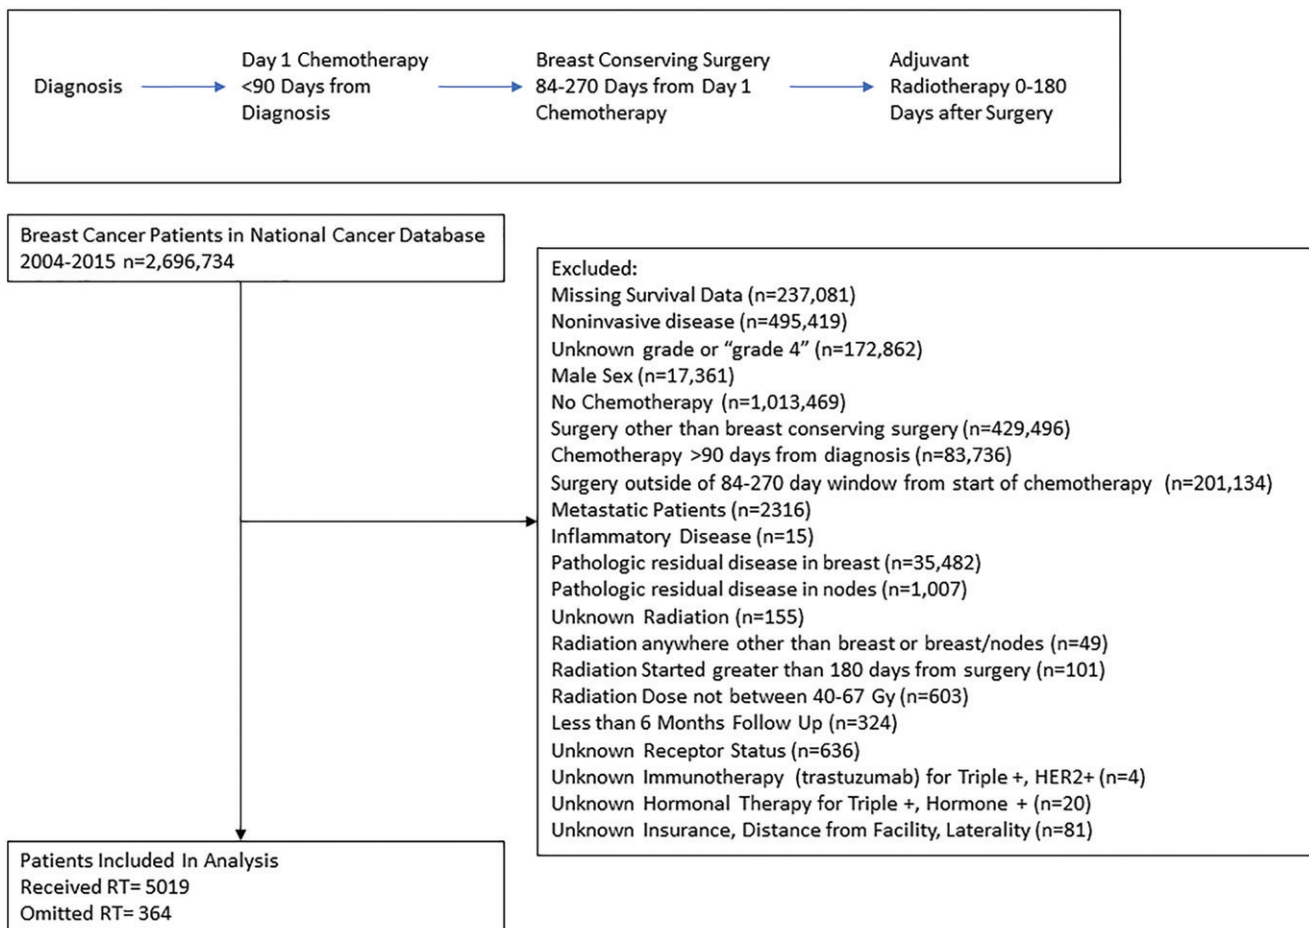 Diagnosis
Day 1 Chemotherapy
<90 Days from
Diagnosis
Breast Conserving Surgery
84-270 Days from Day 1
Chemotherapy
Adjuvant
Radiotherapy 0-180
Days after Surgery
Breast Cancer Patients in National Cancer Database
2004-2015 n=2,696,734
Excluded:
Missing Survival Data (n=237,081)
Noninvasive disease (n=495,419)
Unknown grade or “grade 4” (n=172,862)
Male Sex (n=17,361)
No Chemotherapy (n=1,013,469)
Surgery other than breast conserving surgery (n=429,496)
Chemotherapy >90 days from diagnosis (n=83,736)
Surgery outside of 84-270 day window from start of chemotherapy (n=201,134)
Metastatic Patients (n=2316)
Inflammatory Disease (n=15)
Pathologic residual disease in breast (n=35,482)
Pathologic residual disease in nodes (n=1,007)
Unknown Radiation (n=155)
Radiation anywhere other than breast or breast/nodes (n=49)
Radiation Started greater than 180 days from surgery (n=101)
Radiation Dose not between 40-67 Gy (n=603)
Less than 6 Months Follow Up (n=324)
Unknown Receptor Status (n=636)
Unknown Immunotherapy (trastuzumab) for Triple +, HER2+ (n=4)
Unknown Hormonal Therapy for Triple +, Hormone + (n=20)
Unknown Insurance, Distance from Facility, Laterality (n=81)
Patients Included In Analysis
Received RT= 5019
Omitted RT= 364